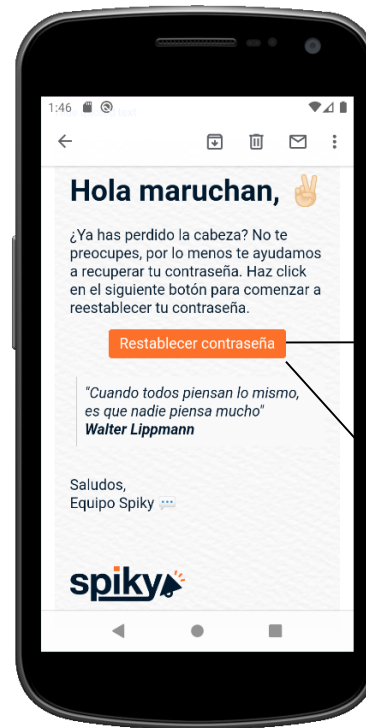 1:46
Hola maruchan, ✌🏻
¿Ya has perdido la cabeza? No te
preocupes, por lo menos te ayudamos
a recuperar tu contraseña. Haz click
en el siguiente botón para comenzar a
reestablecer tu contraseña.
Restablecer contraseña
"Cuando todos piensan lo mismo,
es que nadie piensa mucho"
Walter Lippmann
Saludos,
Equipo Spiky 💬
spiky